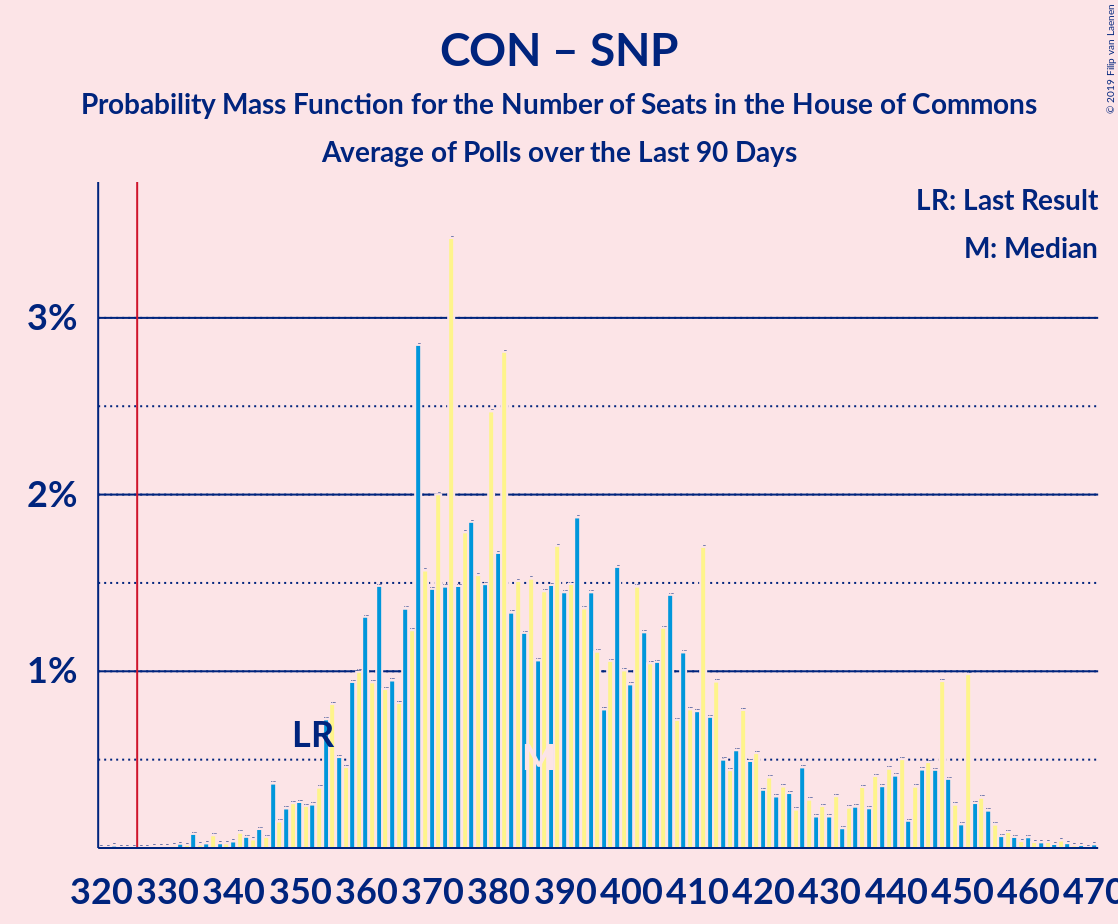 CON – SNP
Probability Mass Function for the Number of Seats in the House of Commons
Average of Polls over the Last 90 Days
© 2019 Filip van Laenen
LR: Last Result
M: Median
3%
2%
1%
LR
M
320 330 340 350 360 370 380 390 400 410 420 430 440 450 460 470